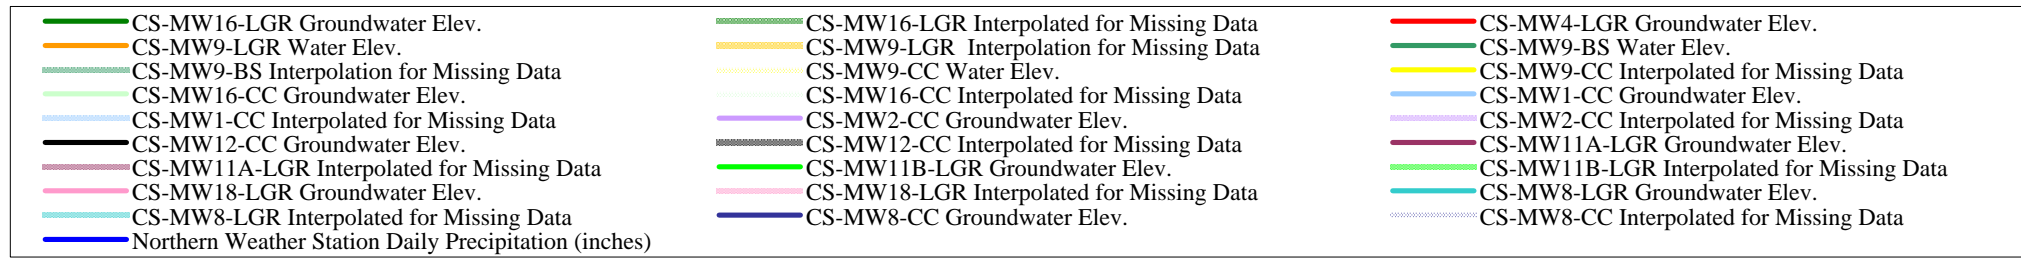 CS-MW16-LGR Groundwater Elev. CS-MW16-LGR Interpolated for Missing Data CS-MW4-LGR Groundwater Elev.
CS-MW9-LGR Water Elev. CS-MW9-LGR  Interpolation for Missing Data CS-MW9-BS Water Elev.
CS-MW9-BS Interpolation for Missing Data CS-MW9-CC Water Elev. CS-MW9-CC Interpolated for Missing Data
CS-MW16-CC Groundwater Elev. CS-MW16-CC Interpolated for Missing Data CS-MW1-CC Groundwater Elev.
CS-MW1-CC Interpolated for Missing Data CS-MW2-CC Groundwater Elev. CS-MW2-CC Interpolated for Missing Data
CS-MW12-CC Groundwater Elev. CS-MW12-CC Interpolated for Missing Data CS-MW11A-LGR Groundwater Elev.
CS-MW11A-LGR Interpolated for Missing Data CS-MW11B-LGR Groundwater Elev. CS-MW11B-LGR Interpolated for Missing Data
CS-MW18-LGR Groundwater Elev. CS-MW18-LGR Interpolated for Missing Data CS-MW8-LGR Groundwater Elev.
CS-MW8-LGR Interpolated for Missing Data CS-MW8-CC Groundwater Elev. CS-MW8-CC Interpolated for Missing Data
Northern Weather Station Daily Precipitation (inches)